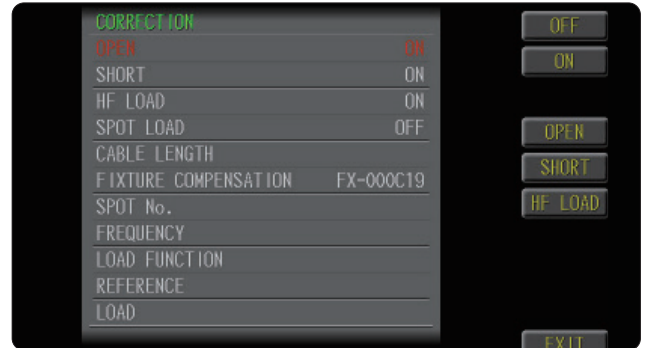 CORRECTION
OPEN ON
SHORT ON
HF LOAD ON
SPOT LOAD OFF
CABLE LENGTH
FIXTURE COMPENSATION FX-000C19
SPOT No.
FREQUENCY
LOAD FUNCTION
REFERENCE
LOAD
OFF
ON
OPEN
SHORT
HF LOAD
EXIT